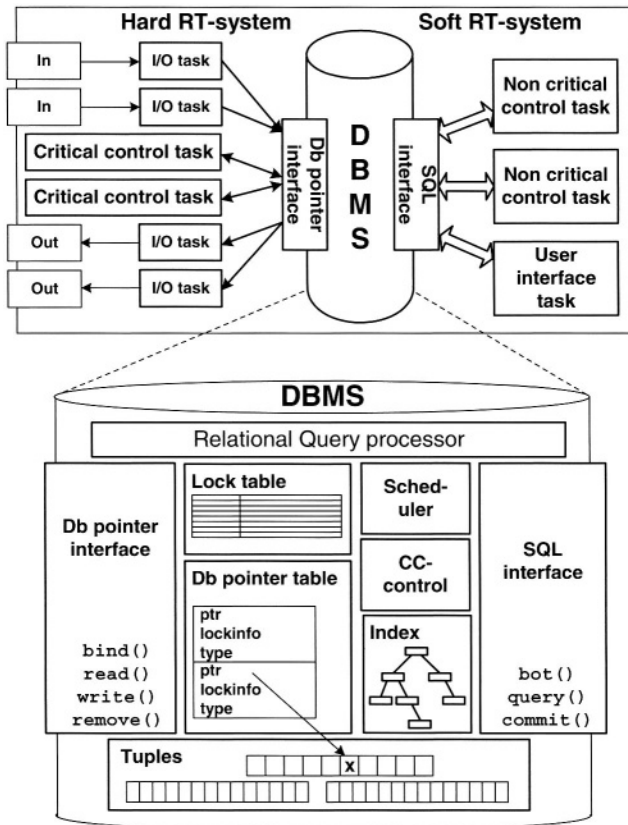 Hard RT-system
Soft RT-system
In
I/O task
In
I/O task
Critical control task
Critical control task
Out
I/O task
Out
I/O task
Db pointer
interface
DBMS
SQL
interface
Non critical
control task
Non critical
control task
User
interface
task
DBMS
Relational Query processor
Db pointer
interface
bind()
read()
write()
remove()
Lock table
Db pointer table
ptr
lockinfo
type
ptr
lockinfo
type
Sched-
uler
CC-
control
Index
SQL
interface
bot()
query()
commit()
Tuples
x